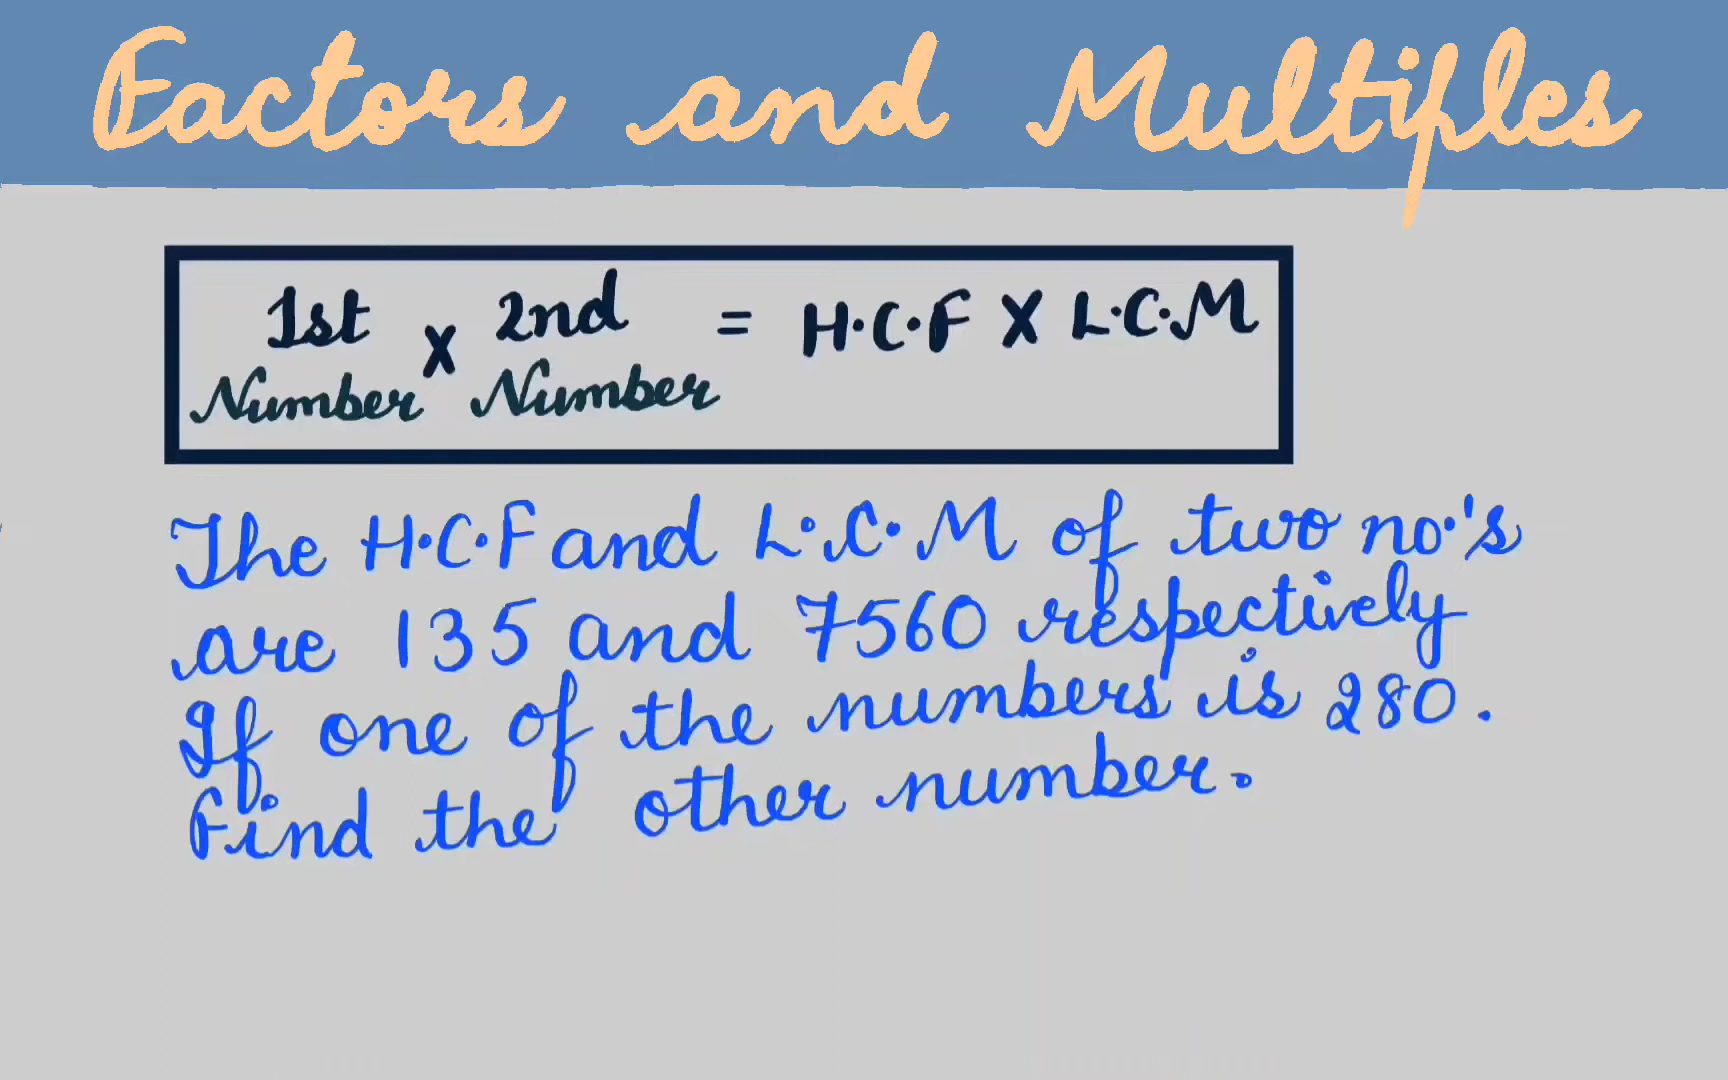 Factors and Multiples
1st x 2nd = H.C.F X L.C.M
Number Number
The H.C.F and L.C.M of two no.'s
are 135 and 7560 respectively
If one of the numbers is 280.
Find the other number.